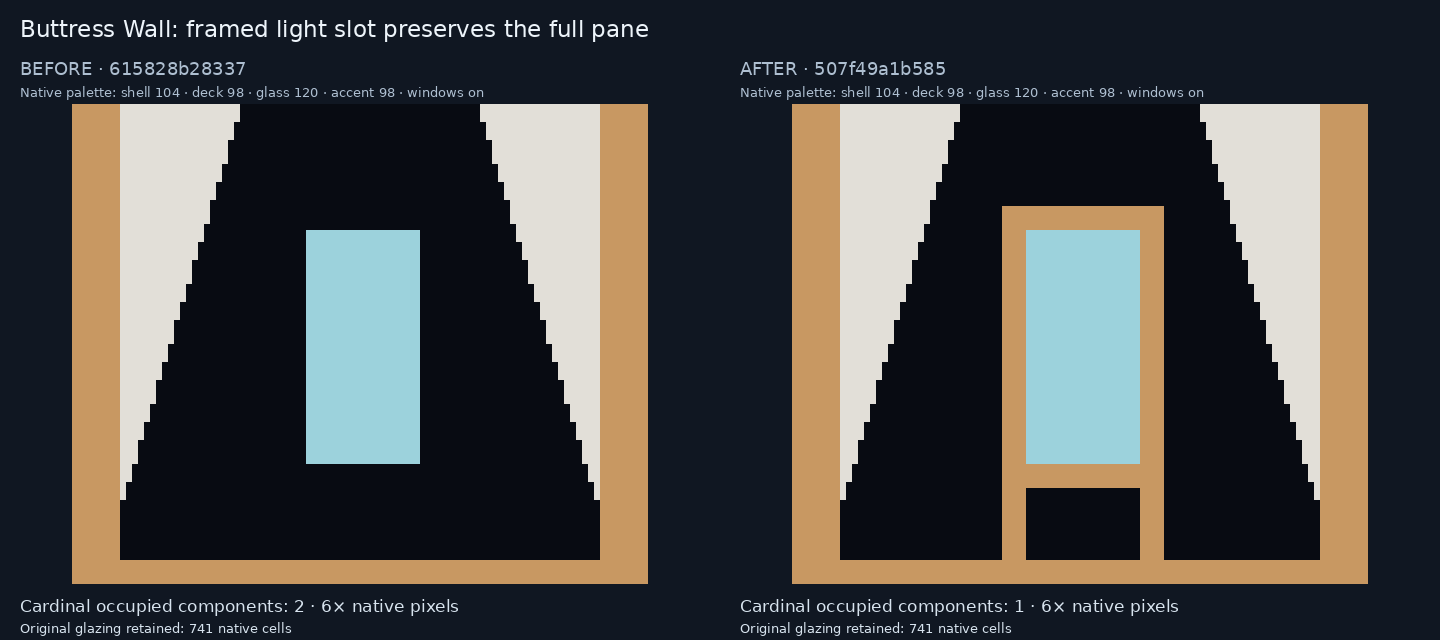 Buttress Wall: framed light slot preserves the full pane
BEFORE · 615828b28337
Native palette: shell 104 · deck 98 · glass 120 · accent 98 · windows on
Cardinal occupied components: 2 · 6× native pixels
Original glazing retained: 741 native cells
AFTER · 507f49a1b585
Native palette: shell 104 · deck 98 · glass 120 · accent 98 · windows on
Cardinal occupied components: 1 · 6× native pixels
Original glazing retained: 741 native cells